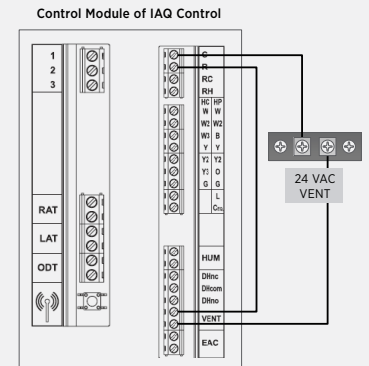 Control Module of IAQ Control
1
2
3
RAT
LAT
ODT
C
R
RC
RH
HC HP
W W
W2 W2
W3 B
Y Y
Y2 Y2
Y3 O
G G
L
HUM
DHnc
DHcom
DHno
VENT
EAC
24 VAC
VENT